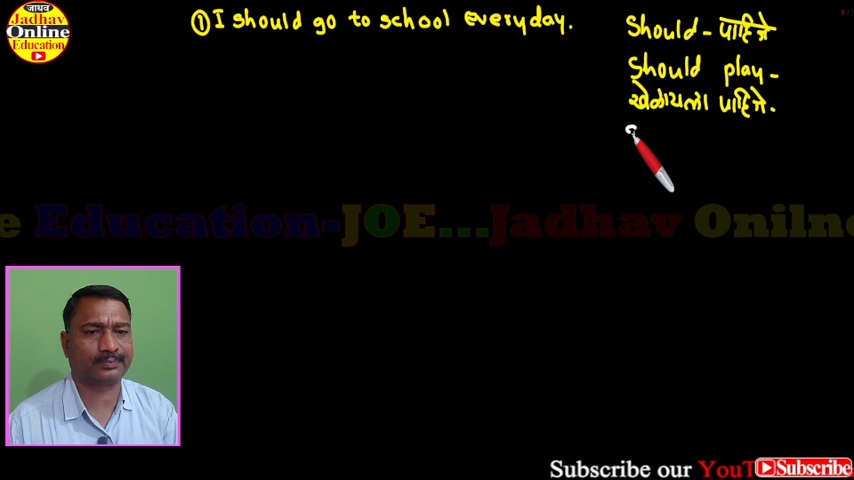 जाधव
Jadhav
Online
Education
① I should go to school everyday.
Should - पाहिजे
Should play -
खेळायला पाहिजे.
e Education-JOE...Jadhav Onilne
Subscribe our YouT
Subscribe